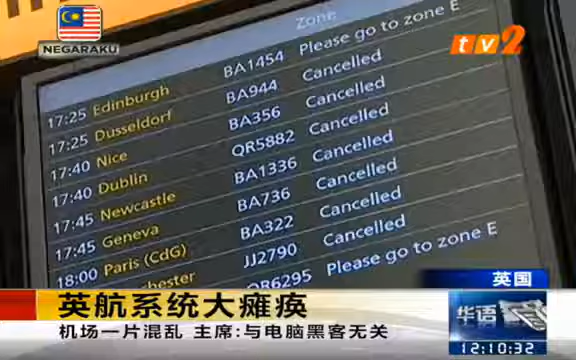 NEGARAKU
tv2
Zone
17:25 Edinburgh BA1454 Please go to zone E
17:25 Dusseldorf BA944 Cancelled
17:40 Nice BA356 Cancelled
17:40 Dublin QR5882 Cancelled
17:45 Newcastle BA1336 Cancelled
17:45 Geneva BA736 Cancelled
18:00 Paris (CdG) BA322 Cancelled
chester JJ2790 Cancelled
QR6295 Please go to zone E
英国
英航系统大瘫痪
机场一片混乱 主席:与电脑黑客无关
华语
12:10:32